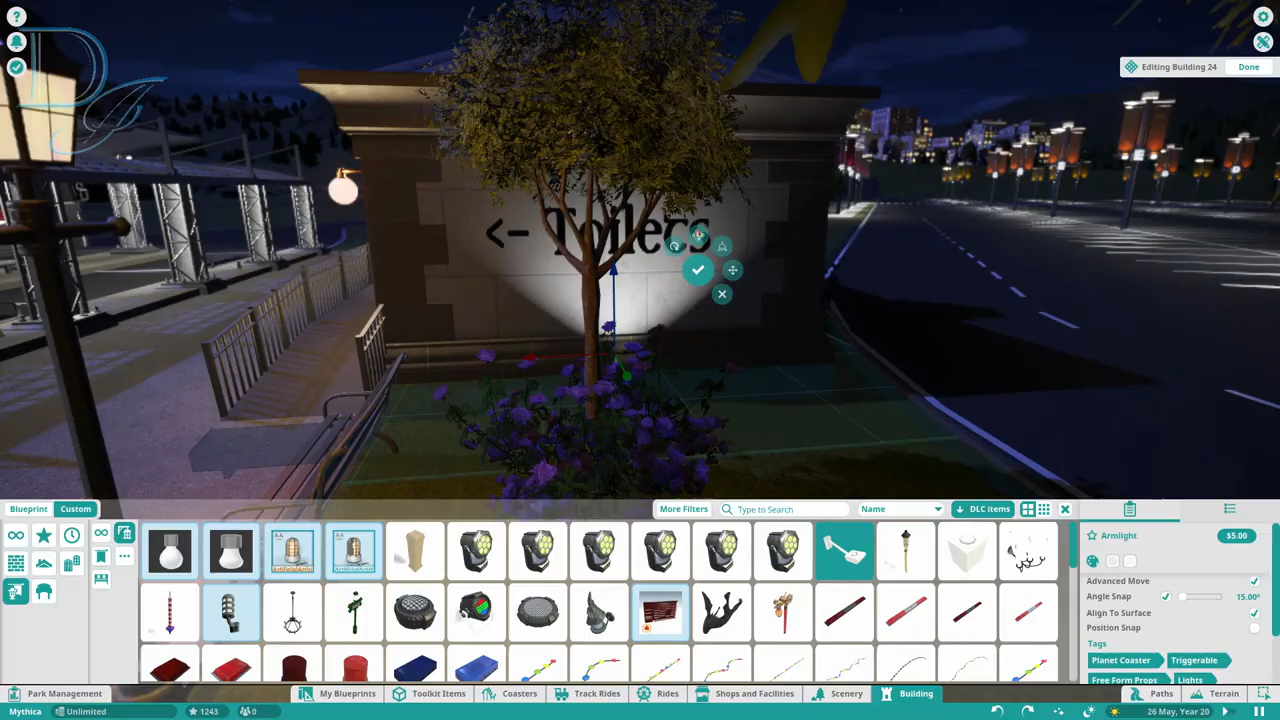 ?
Editing Building 24
Done
<- Toilets
Blueprint
Custom
More Filters
Type to Search
Name
DLC items
Armlight
$5.00
Advanced Move
Angle Snap
15.00°
Align To Surface
Position Snap
Tags
Planet Coaster
Triggerable
Free Form Props
Lights
Park Management
My Blueprints
Toolkit Items
Coasters
Track Rides
Rides
Shops and Facilities
Scenery
Building
Paths
Terrain
Mythica
Unlimited
1243
0
26 May, Year 20